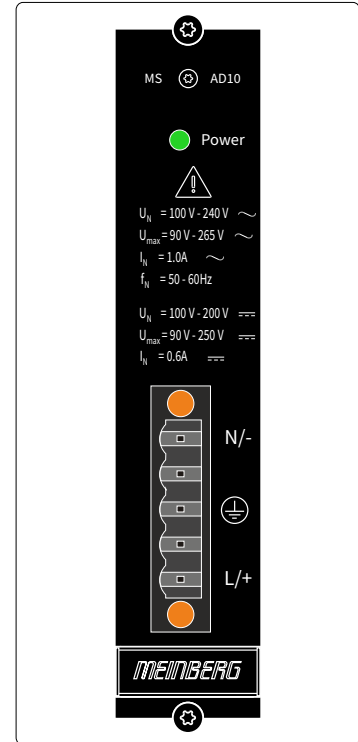 MS AD10
Power
U_N = 100 V - 240 V ~
U_max = 90 V - 265 V ~
I_N = 1.0A ~
f_N = 50 - 60Hz
U_N = 100 V - 200 V ⎓
U_max = 90 V - 250 V ⎓
I_N = 0.6A ⎓
N/-
L/+
MEINBERG